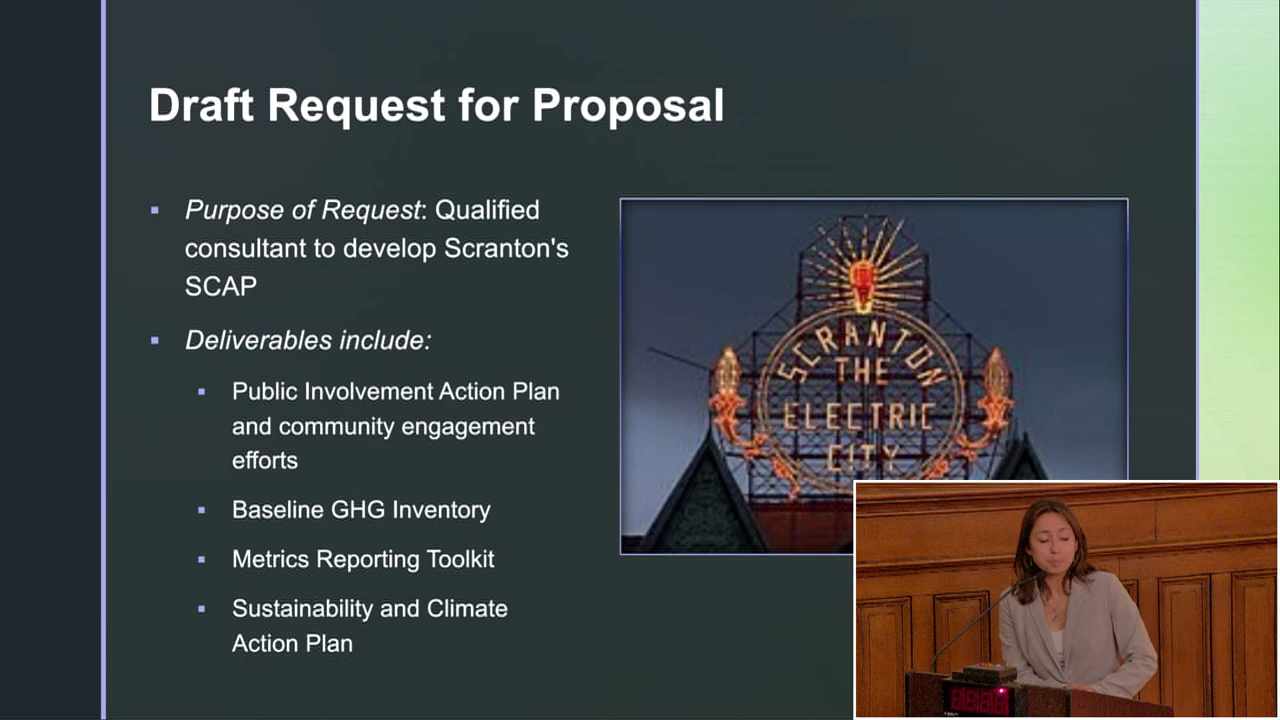 Draft Request for Proposal
Purpose of Request: Qualified
consultant to develop Scranton's
SCAP
Deliverables include:
Public Involvement Action Plan
and community engagement
efforts
Baseline GHG Inventory
Metrics Reporting Toolkit
Sustainability and Climate
Action Plan
SCRANTON
THE
ELECTRIC
CITY